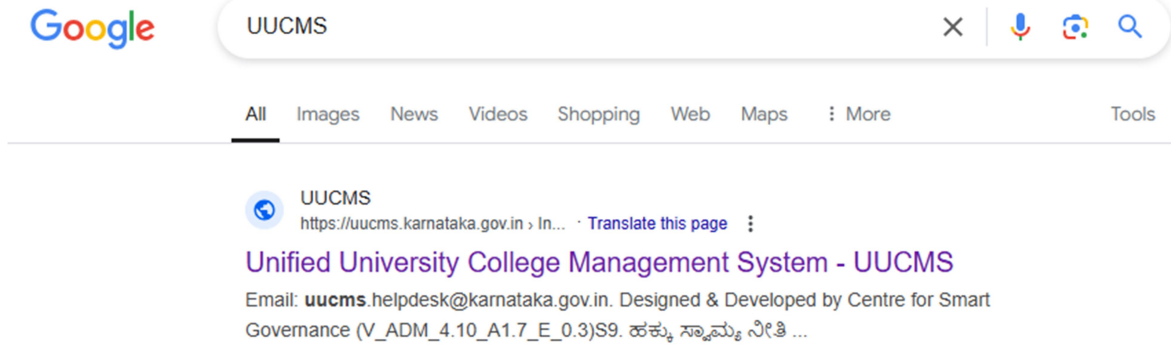 Google UUCMS
All Images News Videos Shopping Web Maps More Tools
UUCMS
https://uucms.karnataka.gov.in › In... · Translate this page
Unified University College Management System - UUCMS
Email: uucms.helpdesk@karnataka.gov.in. Designed & Developed by Centre for Smart
Governance (V_ADM_4.10_A1.7_E_0.3)S9. ಹಕ್ಕು ಸ್ವಾಮ್ಯ ನೀತಿ ...